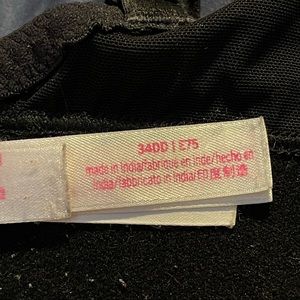 34DD | E75
made in india/fabriqué en inde/hecho en
india/fabbricato in india/印度制造